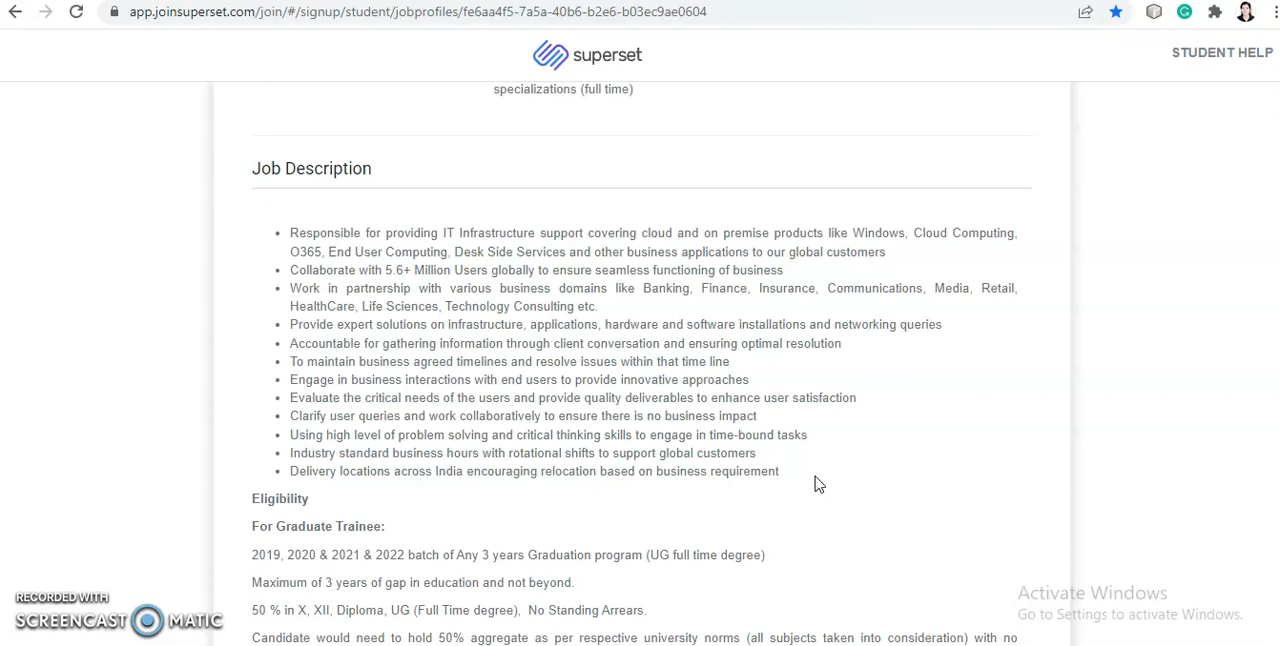 app.joinsuperset.com/join/#/signup/student/jobprofiles/fe6aa4f5-7a5a-40b6-b2e6-b03ec9ae0604
superset
STUDENT HELP
specializations (full time)
Job Description
• Responsible for providing IT Infrastructure support covering cloud and on premise products like Windows, Cloud Computing,
O365, End User Computing, Desk Side Services and other business applications to our global customers
• Collaborate with 5.6+ Million Users globally to ensure seamless functioning of business
• Work in partnership with various business domains like Banking, Finance, Insurance, Communications, Media, Retail,
HealthCare, Life Sciences, Technology Consulting etc.
• Provide expert solutions on infrastructure, applications, hardware and software installations and networking queries
• Accountable for gathering information through client conversation and ensuring optimal resolution
• To maintain business agreed timelines and resolve issues within that time line
• Engage in business interactions with end users to provide innovative approaches
• Evaluate the critical needs of the users and provide quality deliverables to enhance user satisfaction
• Clarify user queries and work collaboratively to ensure there is no business impact
• Using high level of problem solving and critical thinking skills to engage in time-bound tasks
• Industry standard business hours with rotational shifts to support global customers
• Delivery locations across India encouraging relocation based on business requirement
Eligibility
For Graduate Trainee:
2019, 2020 & 2021 & 2022 batch of Any 3 years Graduation program (UG full time degree)
Maximum of 3 years of gap in education and not beyond.
50 % in X, XII, Diploma, UG (Full Time degree), No Standing Arrears.
Candidate would need to hold 50% aggregate as per respective university norms (all subjects taken into consideration) with no
Activate Windows
Go to Settings to activate Windows.
RECORDED WITH
SCREENCAST MATIC